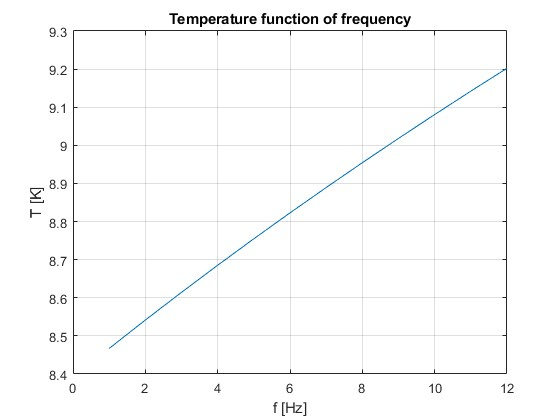 Temperature function of frequency
9.3
9.2
9.1
9
8.9
8.8
8.7
8.6
8.5
8.4
T [K]
0 2 4 6 8 10 12
f [Hz]